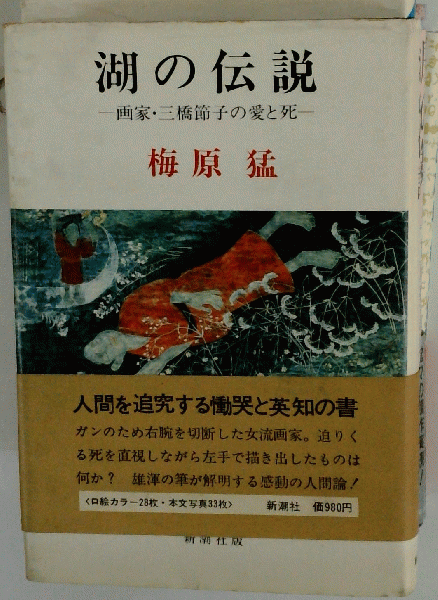 湖の伝説
―画家・三橋節子の愛と死―
梅原 猛
人間を追究する慟哭と英知の書
ガンのため右腕を切断した女流画家。迫りく
る死を直視しながら左手で描き出したものは
何か? 雄渾の筆が解明する感動の人間論!
〈口絵カラー28枚・本文写真33枚〉 新潮社 価980円
新潮社版